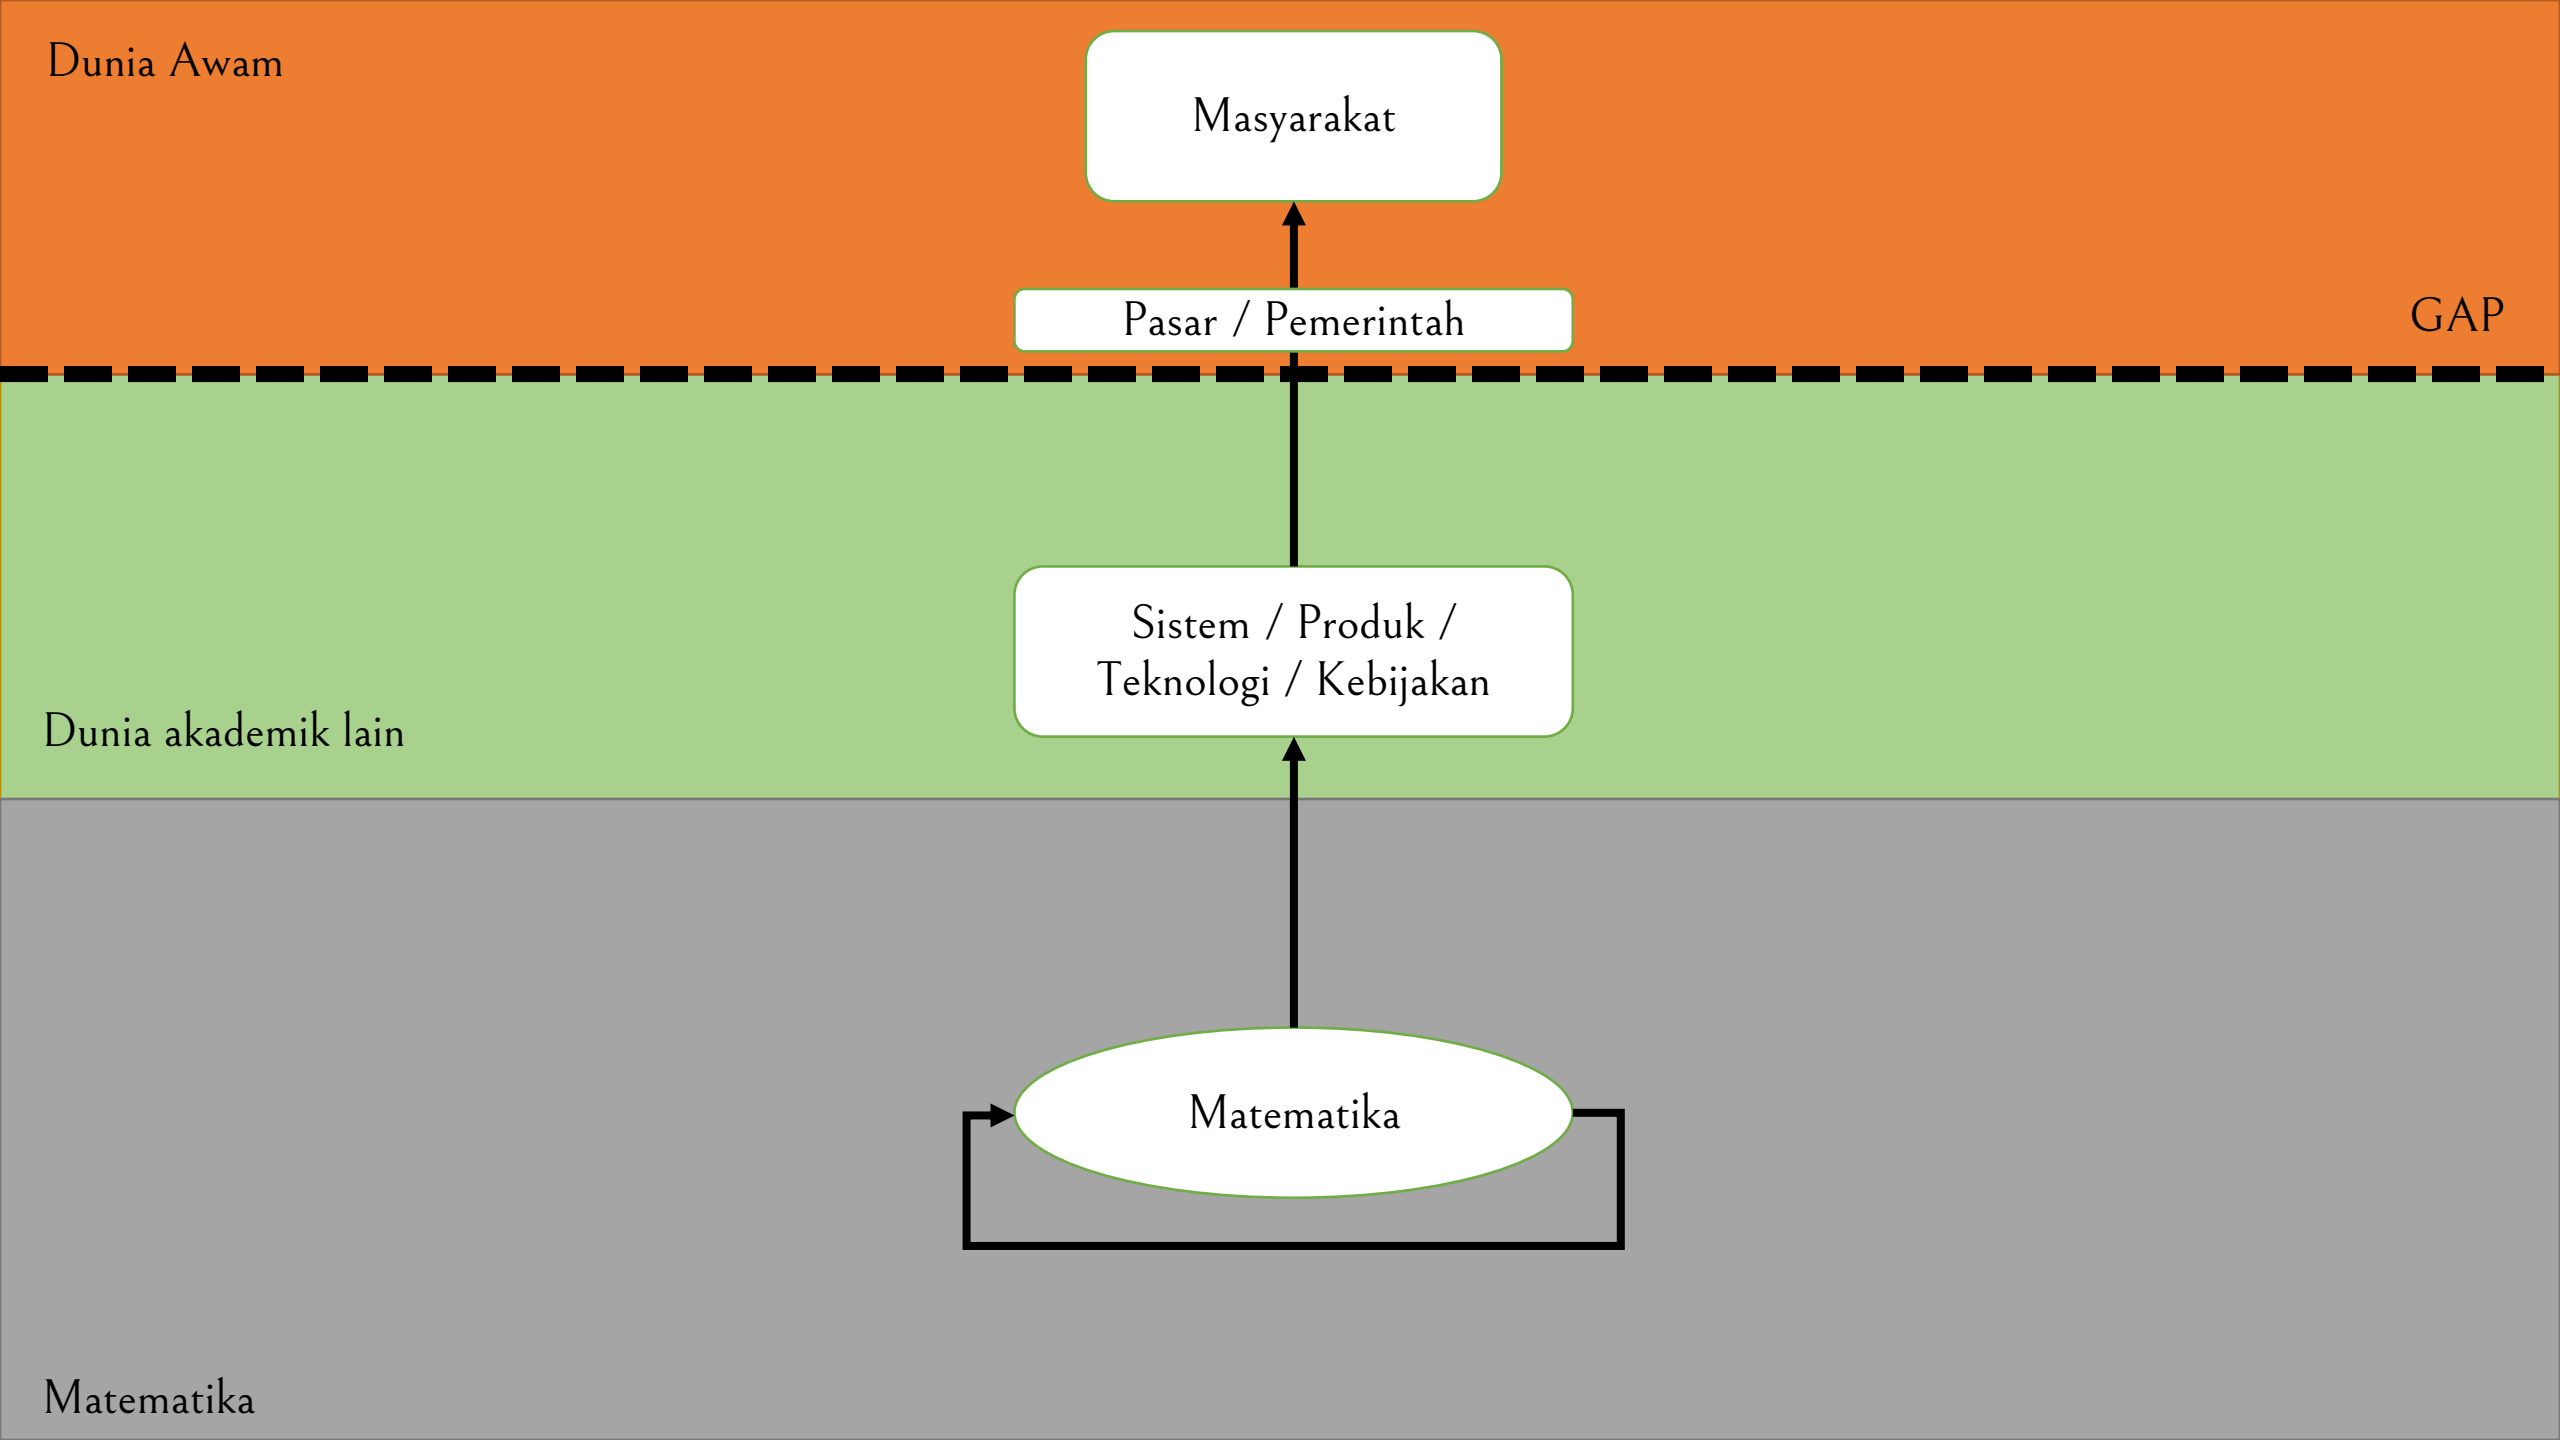 Dunia Awam
Masyarakat
Pasar / Pemerintah
GAP
Sistem / Produk /
Teknologi / Kebijakan
Dunia akademik lain
Matematika
Matematika